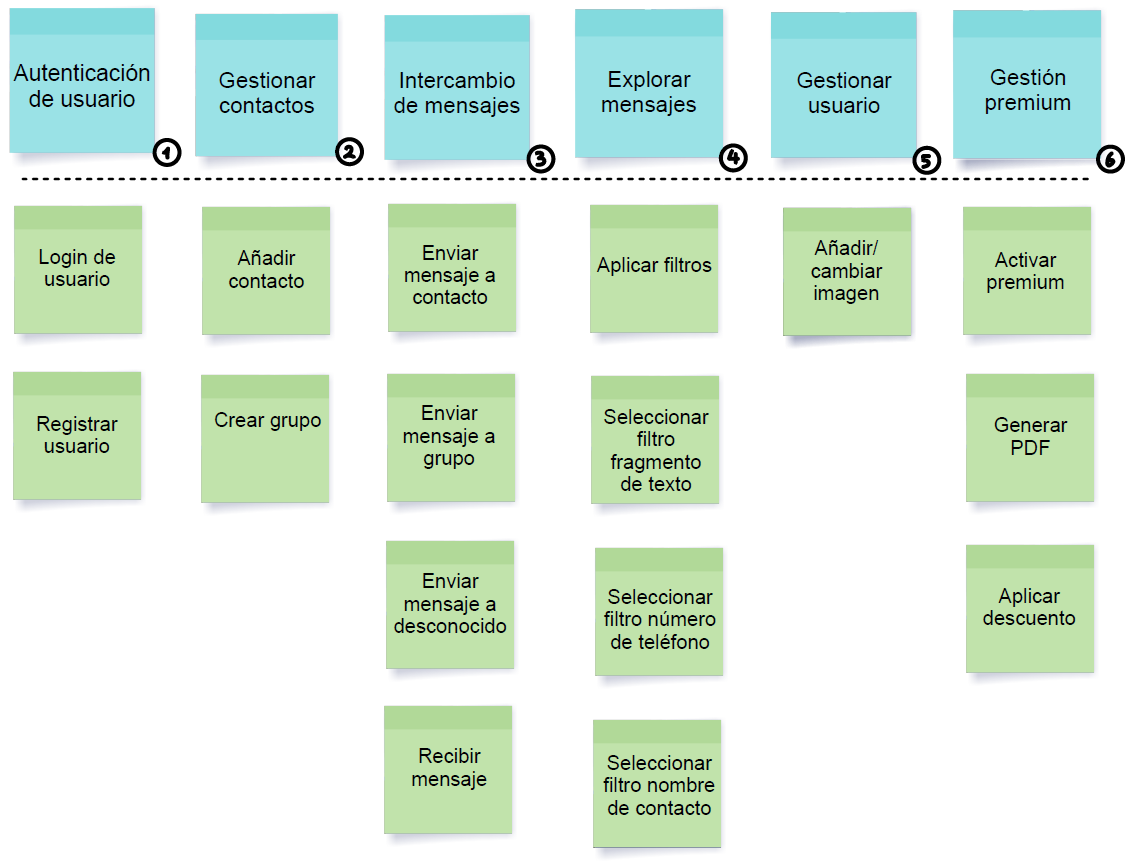 Autenticación
de usuario
1
Gestionar
contactos
2
Intercambio
de mensajes
3
Explorar
mensajes
4
Gestionar
usuario
5
Gestión
premium
6
Login de
usuario
Añadir
contacto
Enviar
mensaje a
contacto
Aplicar filtros
Añadir/
cambiar
imagen
Activar
premium
Registrar
usuario
Crear grupo
Enviar
mensaje a
grupo
Seleccionar
filtro
fragmento
de texto
Generar
PDF
Enviar
mensaje a
desconocido
Seleccionar
filtro número
de teléfono
Aplicar
descuento
Recibir
mensaje
Seleccionar
filtro nombre
de contacto